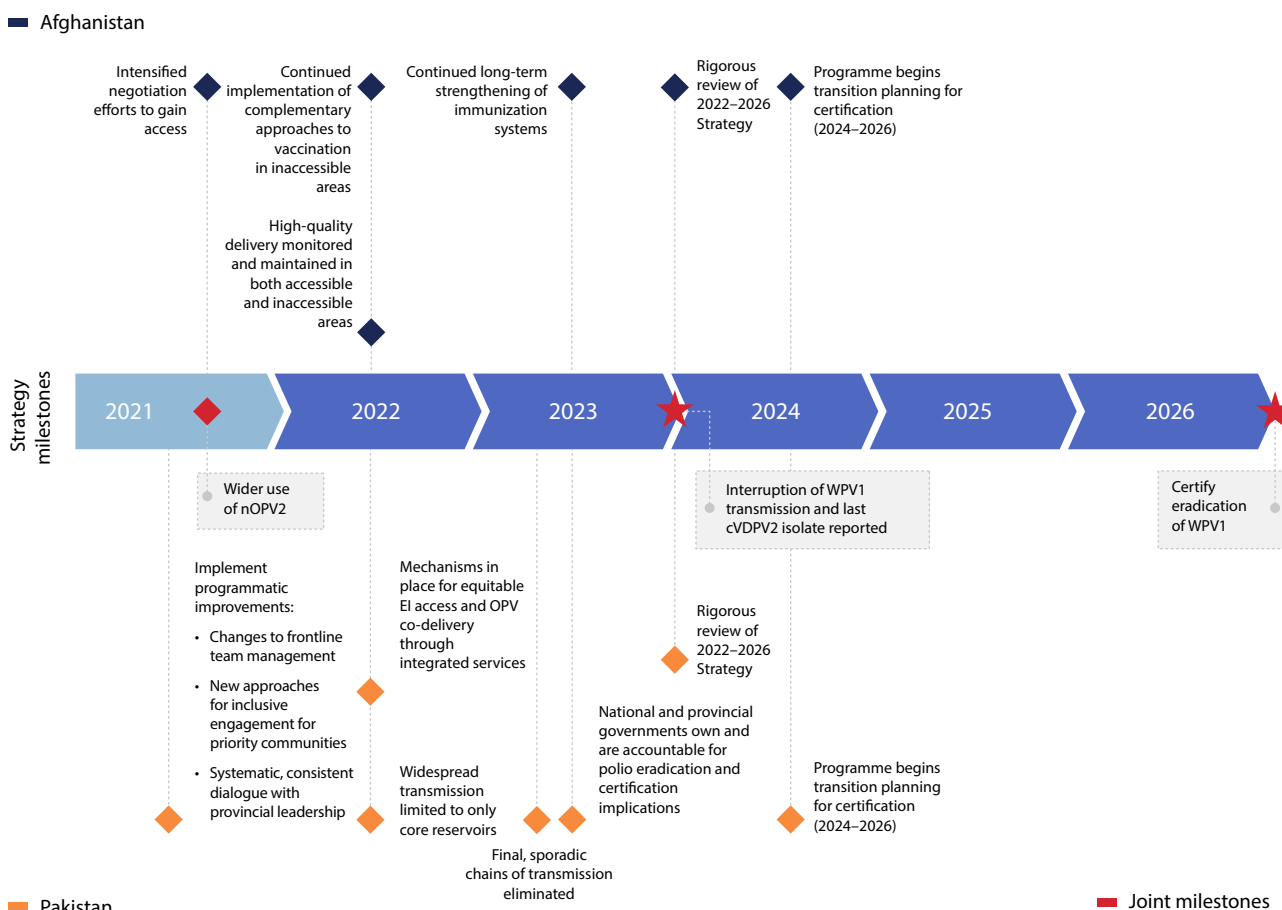 Afghanistan
Intensified
negotiation
efforts to gain
access
Continued
implementation of
complementary
approaches to
vaccination
in inaccessible
areas
High-quality
delivery monitored
and maintained in
both accessible
and inaccessible
areas
Continued long-term
strengthening of
immunization
systems
Rigorous
review of
2022–2026
Strategy
Programme begins
transition planning for
certification
(2024–2026)
Strategy
milestones
2021
2022
2023
2024
2025
2026
Wider use
of nOPV2
Interruption of WPV1
transmission and last
cVDPV2 isolate reported
Certify
eradication
of WPV1
Implement
programmatic
improvements:
• Changes to frontline
team management
• New approaches
for inclusive
engagement for
priority communities
• Systematic, consistent
dialogue with
provincial leadership
Mechanisms in
place for equitable
EI access and OPV
co-delivery
through
integrated services
Widespread
transmission
limited to only
core reservoirs
Final, sporadic
chains of transmission
eliminated
National and provincial
governments own and
are accountable for
polio eradication and
certification
implications
Rigorous
review of
2022–2026
Strategy
Programme begins
transition planning
for certification
(2024–2026)
Pakistan
Joint milestones